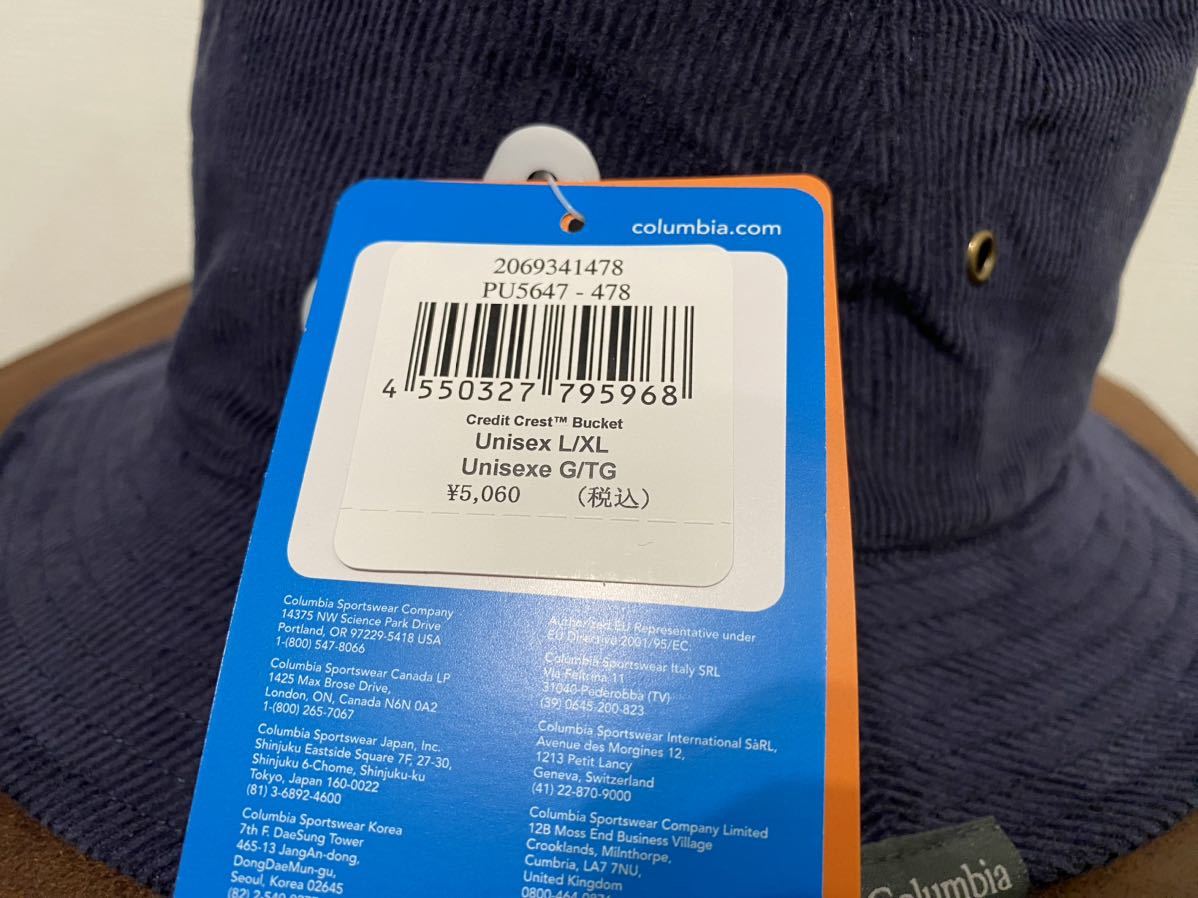 columbia.com
2069341478
PU5647 - 478
4 550327 795968
Credit Crest™ Bucket
Unisex L/XL
Unisexe G/TG
¥5,060 (税込)
Columbia Sportswear Company
14375 NW Science Park Drive
Portland, OR 97229-5418 USA
1-(800) 547-8066
Columbia Sportswear Canada LP
1425 Max Brose Drive,
London, ON, Canada N6N 0A2
1-(800) 265-7067
Columbia Sportswear Japan, Inc.
Shinjuku Eastside Square 7F, 27-30,
Shinjuku 6-Chome, Shinjuku-ku
Tokyo, Japan 160-0022
(81) 3-6892-4600
Columbia Sportswear Korea
7th F. DaeSung Tower
465-13 JangAn-dong,
DongDaeMun-gu,
Seoul, Korea 02645
Authorized EU Representative under
EU Directive 2001/95/EC:
Columbia Sportswear Italy SRL
Via Feltrina 11
31040 Pederobba (TV)
(39) 0645-200-823
Columbia Sportswear International SàRL,
Avenue des Morgines 12,
1213 Petit Lancy
Geneva, Switzerland
(41) 22-870-9000
Columbia Sportswear Company Limited
12B Moss End Business Village
Crooklands, Milnthorpe,
Cumbria, LA7 7NU,
United Kingdom
Columbia